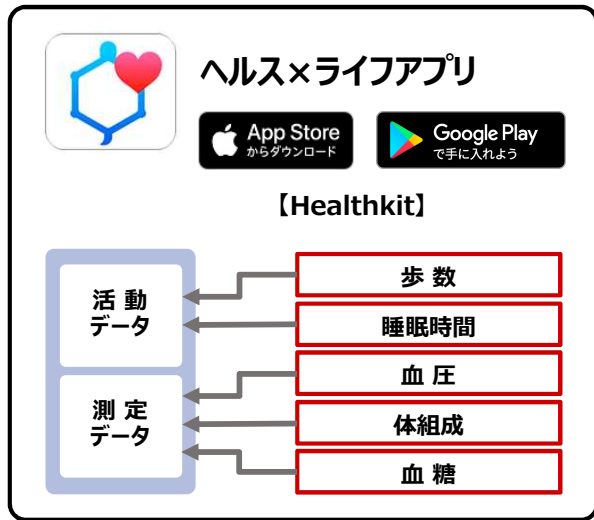 ヘルス×ライフアプリ
App Store
からダウンロード
Google Play
で手に入れよう
【Healthkit】
活 動
データ
測 定
データ
歩 数
睡眠時間
血 圧
体組成
血 糖